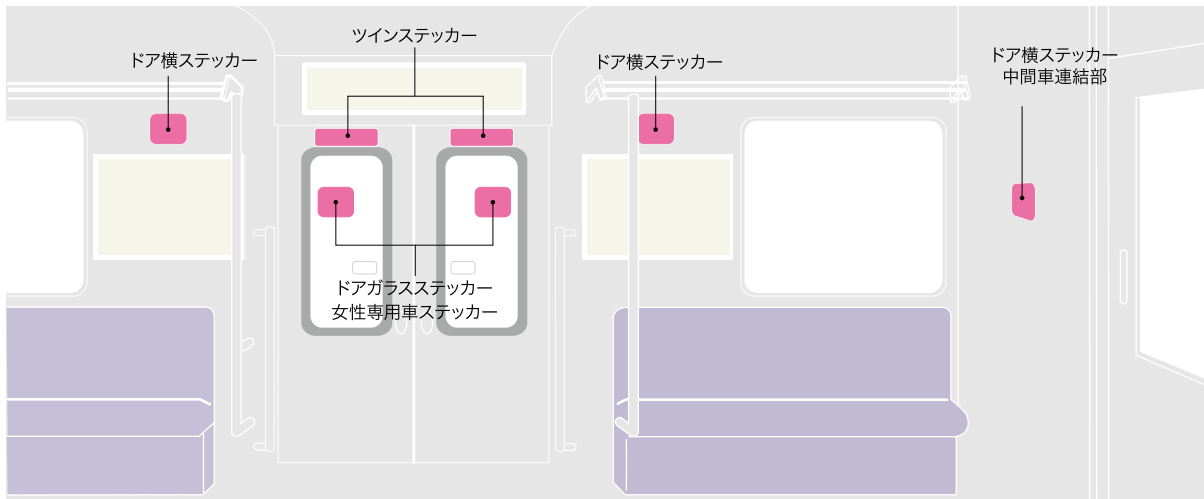 ツインステッカー
ドア横ステッカー
ドア横ステッカー
ドア横ステッカー
中間車連結部
ドアガラスステッカー
女性専用車ステッカー